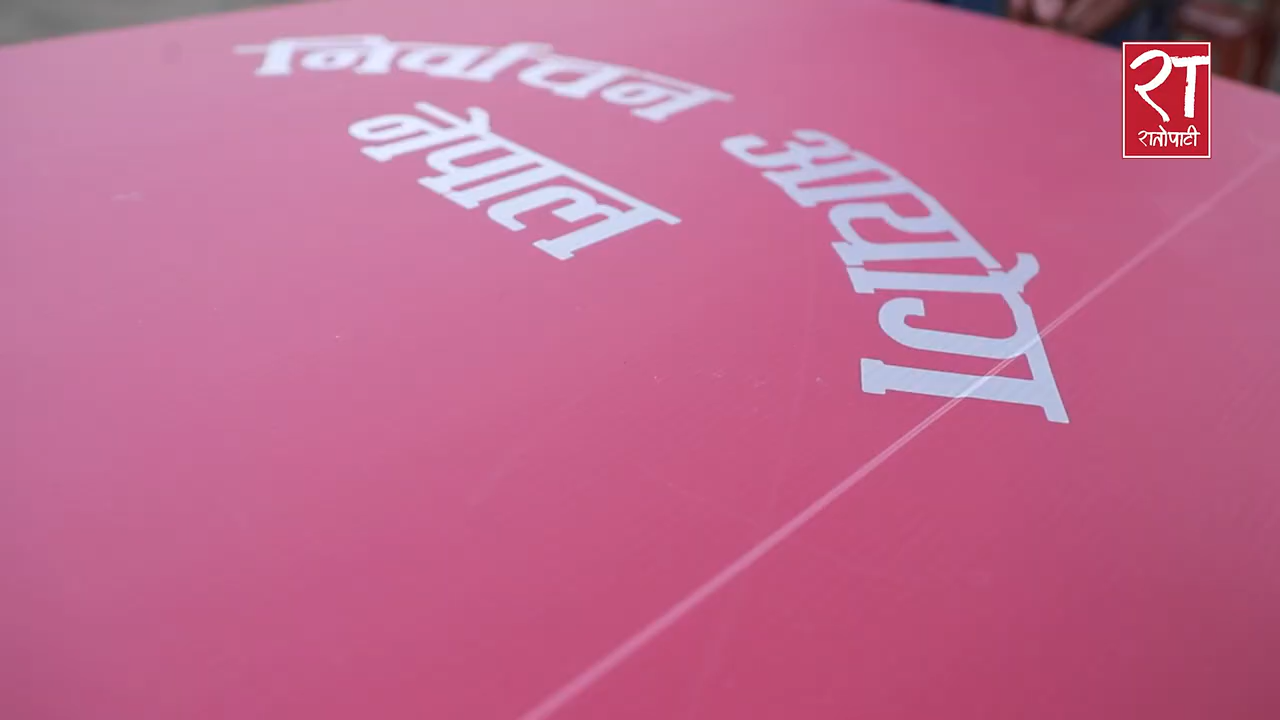 निर्वाचन आयोग
नेपाल
रा
रातोपाटी